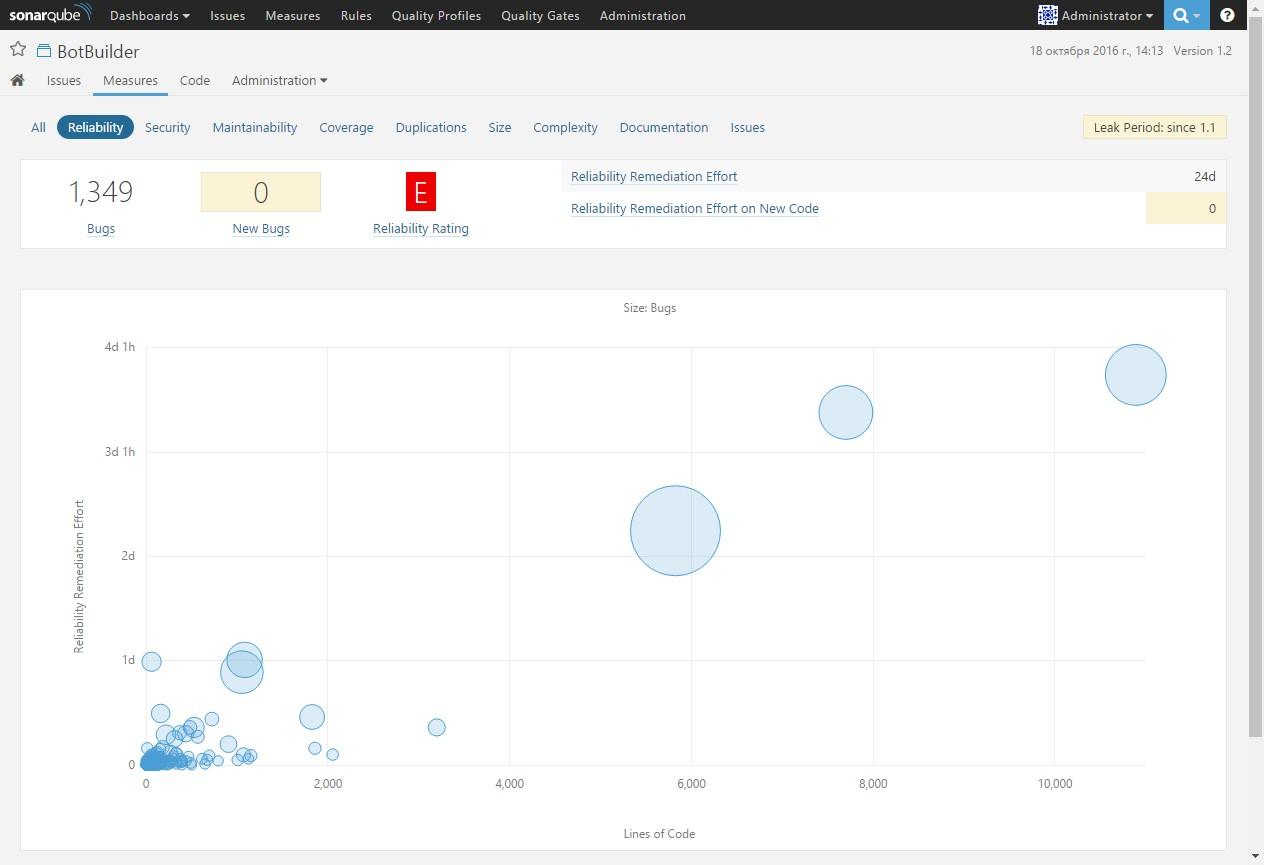 sonarqube Dashboards Issues Measures Rules Quality Profiles Quality Gates Administration Administrator ?
BotBuilder 18 октября 2016 г., 14:13 Version 1.2
Issues Measures Code Administration
All Reliability Security Maintainability Coverage Duplications Size Complexity Documentation Issues Leak Period: since 1.1
1,349 0 E
Bugs New Bugs Reliability Rating
Reliability Remediation Effort 24d
Reliability Remediation Effort on New Code 0
Size: Bugs
4d 1h
3d 1h
2d
1d
0
Reliability Remediation Effort
0 2,000 4,000 6,000 8,000 10,000
Lines of Code